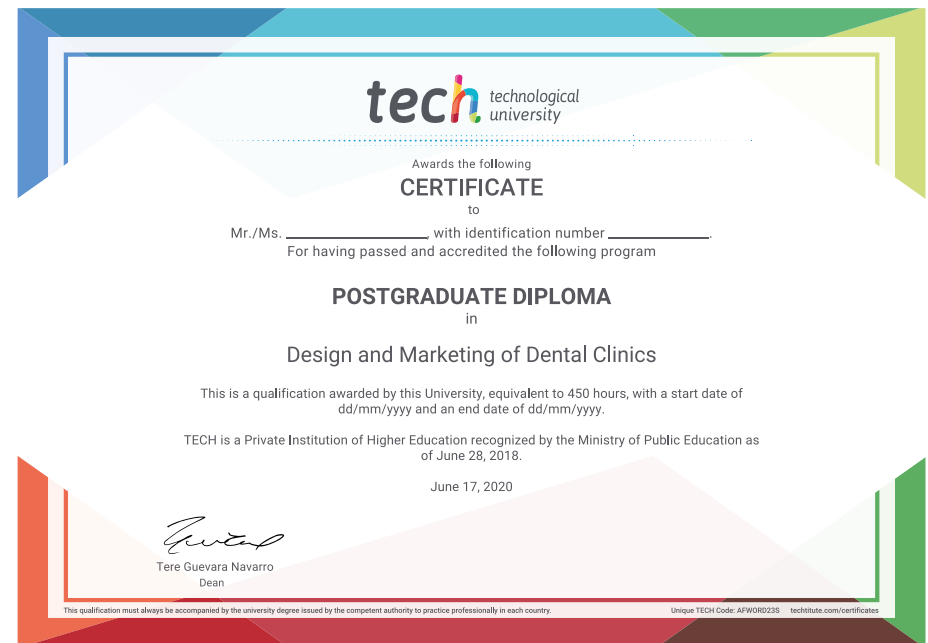 tech technological
university
Awards the following
CERTIFICATE
to
Mr./Ms. ____________, with identification number ____________.
For having passed and accredited the following program
POSTGRADUATE DIPLOMA
in
Design and Marketing of Dental Clinics
This is a qualification awarded by this University, equivalent to 450 hours, with a start date of
dd/mm/yyyy and an end date of dd/mm/yyyy.
TECH is a Private Institution of Higher Education recognized by the Ministry of Public Education as
of June 28, 2018.
June 17, 2020
Tere Guevara Navarro
Dean
This qualification must always be accompanied by the university degree issued by the competent authority to practice professionally in each country. Unique TECH Code: AFWORD23S techtitute.com/certificates